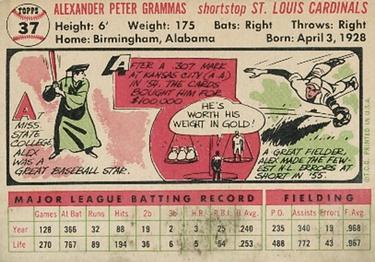 TOPPS
37
ALEXANDER PETER GRAMMAS shortstop ST. LOUIS CARDINALS
Height: 6' Weight: 175 Bats: Right Throws: Right
Home: Birmingham, Alabama Born: April 3, 1928
A
MISS
STATE
COLLEGE,
ALEX
WAS A
GREAT BASEBALL STAR.
AFTER A .307 MARK
AT KANSAS CITY (A A)
IN '53, THE CARDS
BOUGHT HIM FOR
$100,000
HE'S
WORTH HIS
WEIGHT IN
GOLD!
A GREAT FIELDER,
ALEX MADE THE FEW-
EST N-L ERRORS AT
SHORT IN '55.
© T.C.G. PRINTED IN U.S.A.
MAJOR LEAGUE BATTING RECORD FIELDING
Games At Bat Runs Hits 2b 3b H.R. R.B.I. B.Avg. P.O. Assists Errors F.Avg.
Year 128 366 32 88 19 2 3 25 .240 235 340 19 .968
Life 270 767 89 194 36 5 64 .253 488 772 43 .967